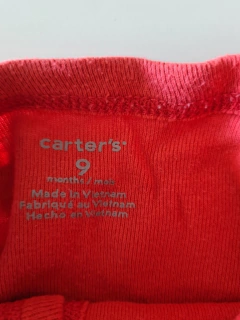 carter's®
9
months / mois
Made in Vietnam
Fabriqué au Vietnam
Hecho en Vietnam